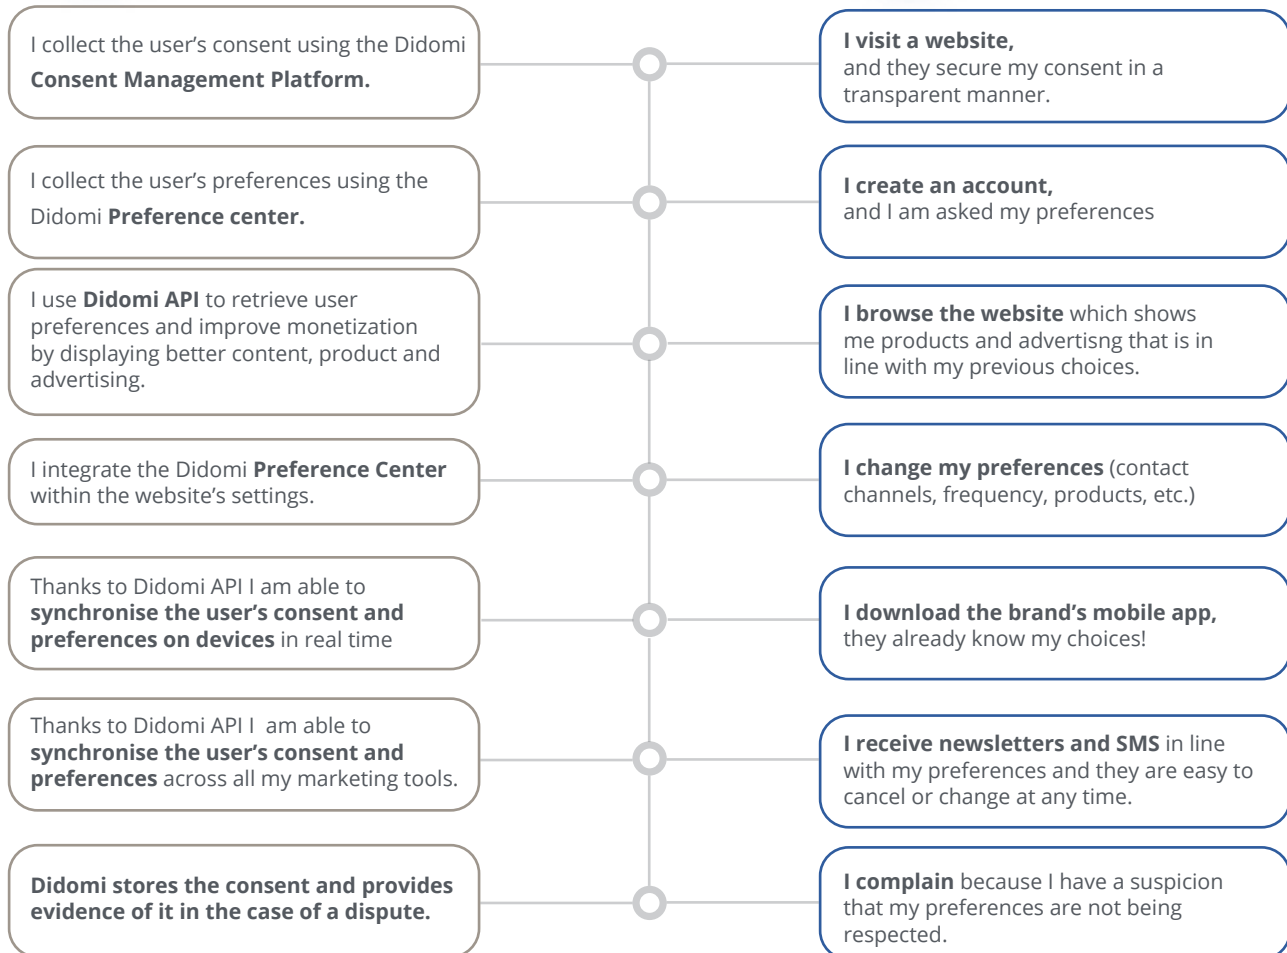 I collect the user's consent using the Didomi
Consent Management Platform.
I visit a website,
and they secure my consent in a
transparent manner.
I collect the user's preferences using the
Didomi Preference center.
I create an account,
and I am asked my preferences
I use Didomi API to retrieve user
preferences and improve monetization
by displaying better content, product and
advertising.
I browse the website which shows
me products and advertisng that is in
line with my previous choices.
I integrate the Didomi Preference Center
within the website's settings.
I change my preferences (contact
channels, frequency, products, etc.)
Thanks to Didomi API I am able to
synchronise the user's consent and
preferences on devices in real time
I download the brand's mobile app,
they already know my choices!
Thanks to Didomi API I  am able to
synchronise the user's consent and
preferences across all my marketing tools.
I receive newsletters and SMS in line
with my preferences and they are easy to
cancel or change at any time.
Didomi stores the consent and provides
evidence of it in the case of a dispute.
I complain because I have a suspicion
that my preferences are not being
respected.